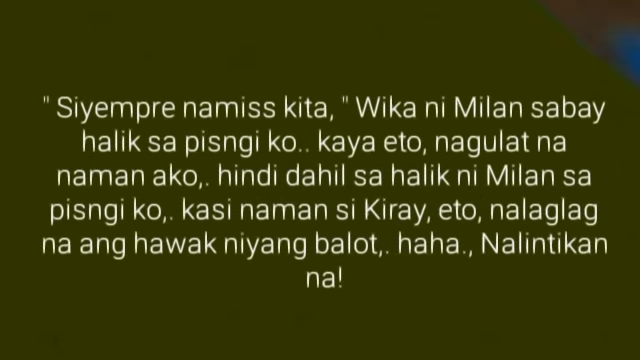 " Siyempre namiss kita, " Wika ni Milan sabay
halik sa pisngi ko.. kaya eto, nagulat na
naman ako,. hindi dahil sa halik ni Milan sa
pisngi ko,. kasi naman si Kiray, eto, nalaglag
na ang hawak niyang balot,. haha., Nalintikan
na!